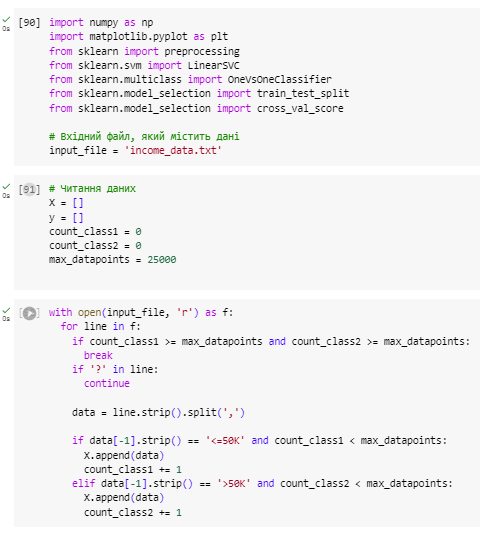 [90] import numpy as np
import matplotlib.pyplot as plt
from sklearn import preprocessing
from sklearn.svm import LinearSVC
from sklearn.multiclass import OneVsOneClassifier
from sklearn.model_selection import train_test_split
from sklearn.model_selection import cross_val_score
# Вхідний файл, який містить дані
input_file = 'income_data.txt'
[91] # Читання даних
X = []
y = []
count_class1 = 0
count_class2 = 0
max_datapoints = 25000
with open(input_file, 'r') as f:
for line in f:
if count_class1 >= max_datapoints and count_class2 >= max_datapoints:
break
if '?' in line:
continue
data = line.strip().split(',')
if data[-1].strip() == '<=50K' and count_class1 < max_datapoints:
X.append(data)
count_class1 += 1
elif data[-1].strip() == '>50K' and count_class2 < max_datapoints:
X.append(data)
count_class2 += 1